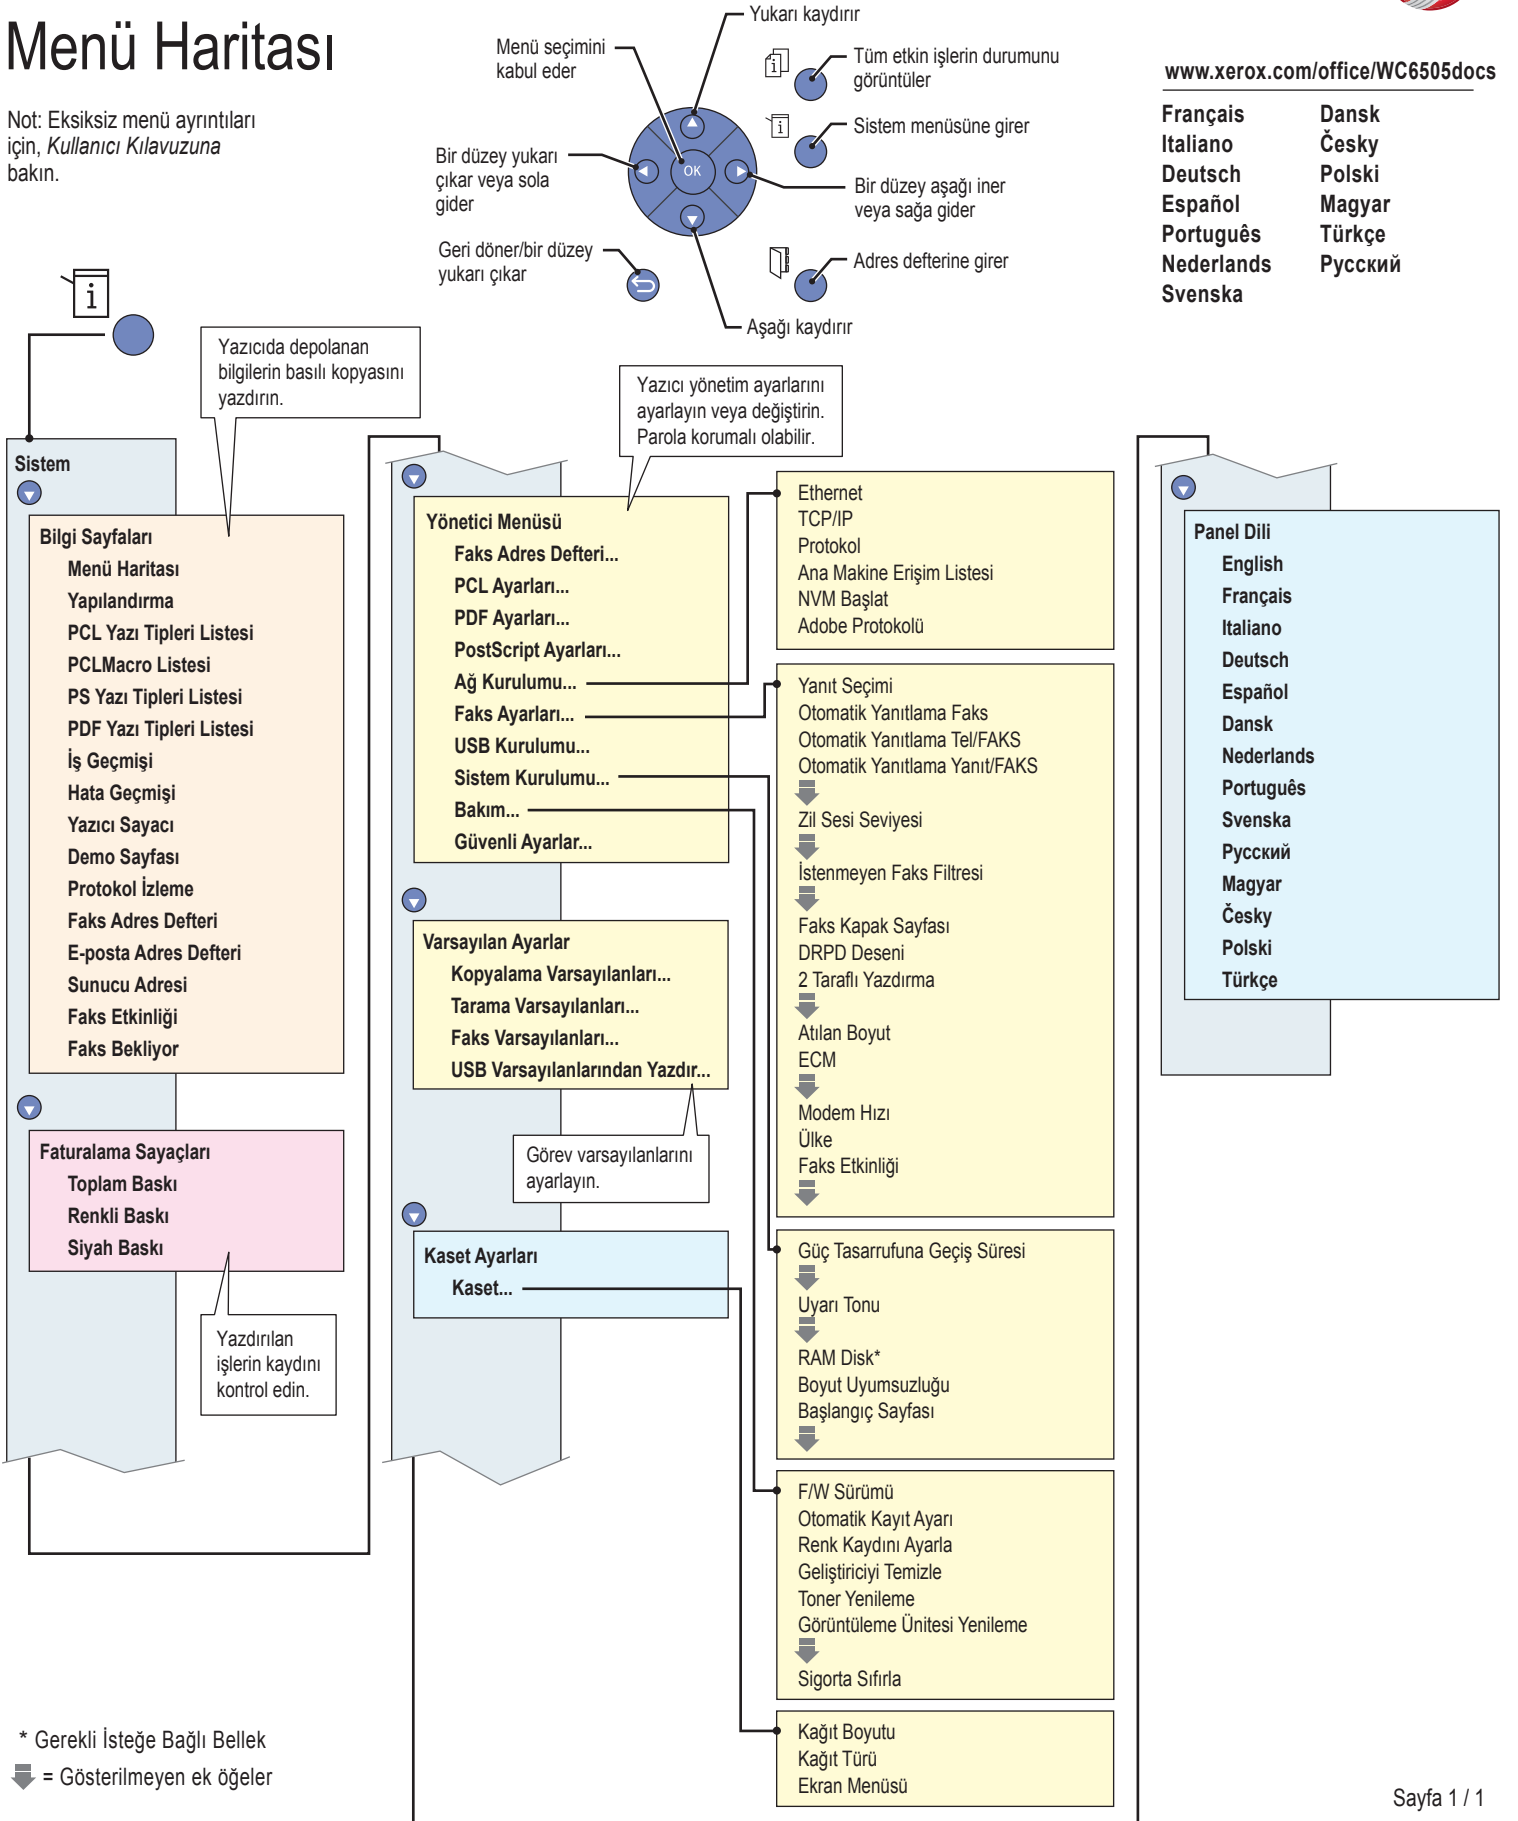 Menü Haritası
Not: Eksiksiz menü ayrıntıları
için, Kullanıcı Kılavuzuna
bakın.
Yukarı kaydırır
Menü seçimini
kabul eder
Tüm etkin işlerin durumunu
görüntüler
Sistem menüsüne girer
Bir düzey yukarı
çıkar veya sola
gider
OK
Bir düzey aşağı iner
veya sağa gider
Geri döner/bir düzey
yukarı çıkar
Adres defterine girer
Aşağı kaydırır
www.xerox.com/office/WC6505docs
Français
Italiano
Deutsch
Español
Português
Nederlands
Svenska
Dansk
Česky
Polski
Magyar
Türkçe
Русский
Yazıcıda depolanan
bilgilerin basılı kopyasını
yazdırın.
Sistem
Bilgi Sayfaları
Menü Haritası
Yapılandırma
PCL Yazı Tipleri Listesi
PCLMacro Listesi
PS Yazı Tipleri Listesi
PDF Yazı Tipleri Listesi
İş Geçmişi
Hata Geçmişi
Yazıcı Sayacı
Demo Sayfası
Protokol İzleme
Faks Adres Defteri
E-posta Adres Defteri
Sunucu Adresi
Faks Etkinliği
Faks Bekliyor
Faturalama Sayaçları
Toplam Baskı
Renkli Baskı
Siyah Baskı
Yazdırılan
işlerin kaydını
kontrol edin.
Yazıcı yönetim ayarlarını
ayarlayın veya değiştirin.
Parola korumalı olabilir.
Yönetici Menüsü
Faks Adres Defteri...
PCL Ayarları...
PDF Ayarları...
PostScript Ayarları...
Ağ Kurulumu...
Faks Ayarları...
USB Kurulumu...
Sistem Kurulumu...
Bakım...
Güvenli Ayarlar...
Varsayılan Ayarlar
Kopyalama Varsayılanları...
Tarama Varsayılanları...
Faks Varsayılanları...
USB Varsayılanlarından Yazdır...
Görev varsayılanlarını
ayarlayın.
Kaset Ayarları
Kaset...
Ethernet
TCP/IP
Protokol
Ana Makine Erişim Listesi
NVM Başlat
Adobe Protokolü
Yanıt Seçimi
Otomatik Yanıtlama Faks
Otomatik Yanıtlama Tel/FAKS
Otomatik Yanıtlama Yanıt/FAKS
Zil Sesi Seviyesi
İstenmeyen Faks Filtresi
Faks Kapak Sayfası
DRPD Deseni
2 Taraflı Yazdırma
Atılan Boyut
ECM
Modem Hızı
Ülke
Faks Etkinliği
Güç Tasarrufuna Geçiş Süresi
Uyarı Tonu
RAM Disk*
Boyut Uyumsuzluğu
Başlangıç Sayfası
F/W Sürümü
Otomatik Kayıt Ayarı
Renk Kaydını Ayarla
Geliştiriciyi Temizle
Toner Yenileme
Görüntüleme Ünitesi Yenileme
Sigorta Sıfırla
Kağıt Boyutu
Kağıt Türü
Ekran Menüsü
Panel Dili
English
Français
Italiano
Deutsch
Español
Dansk
Nederlands
Português
Svenska
Русский
Magyar
Česky
Polski
Türkçe
* Gerekli İsteğe Bağlı Bellek
= Gösterilmeyen ek öğeler
Sayfa 1 / 1